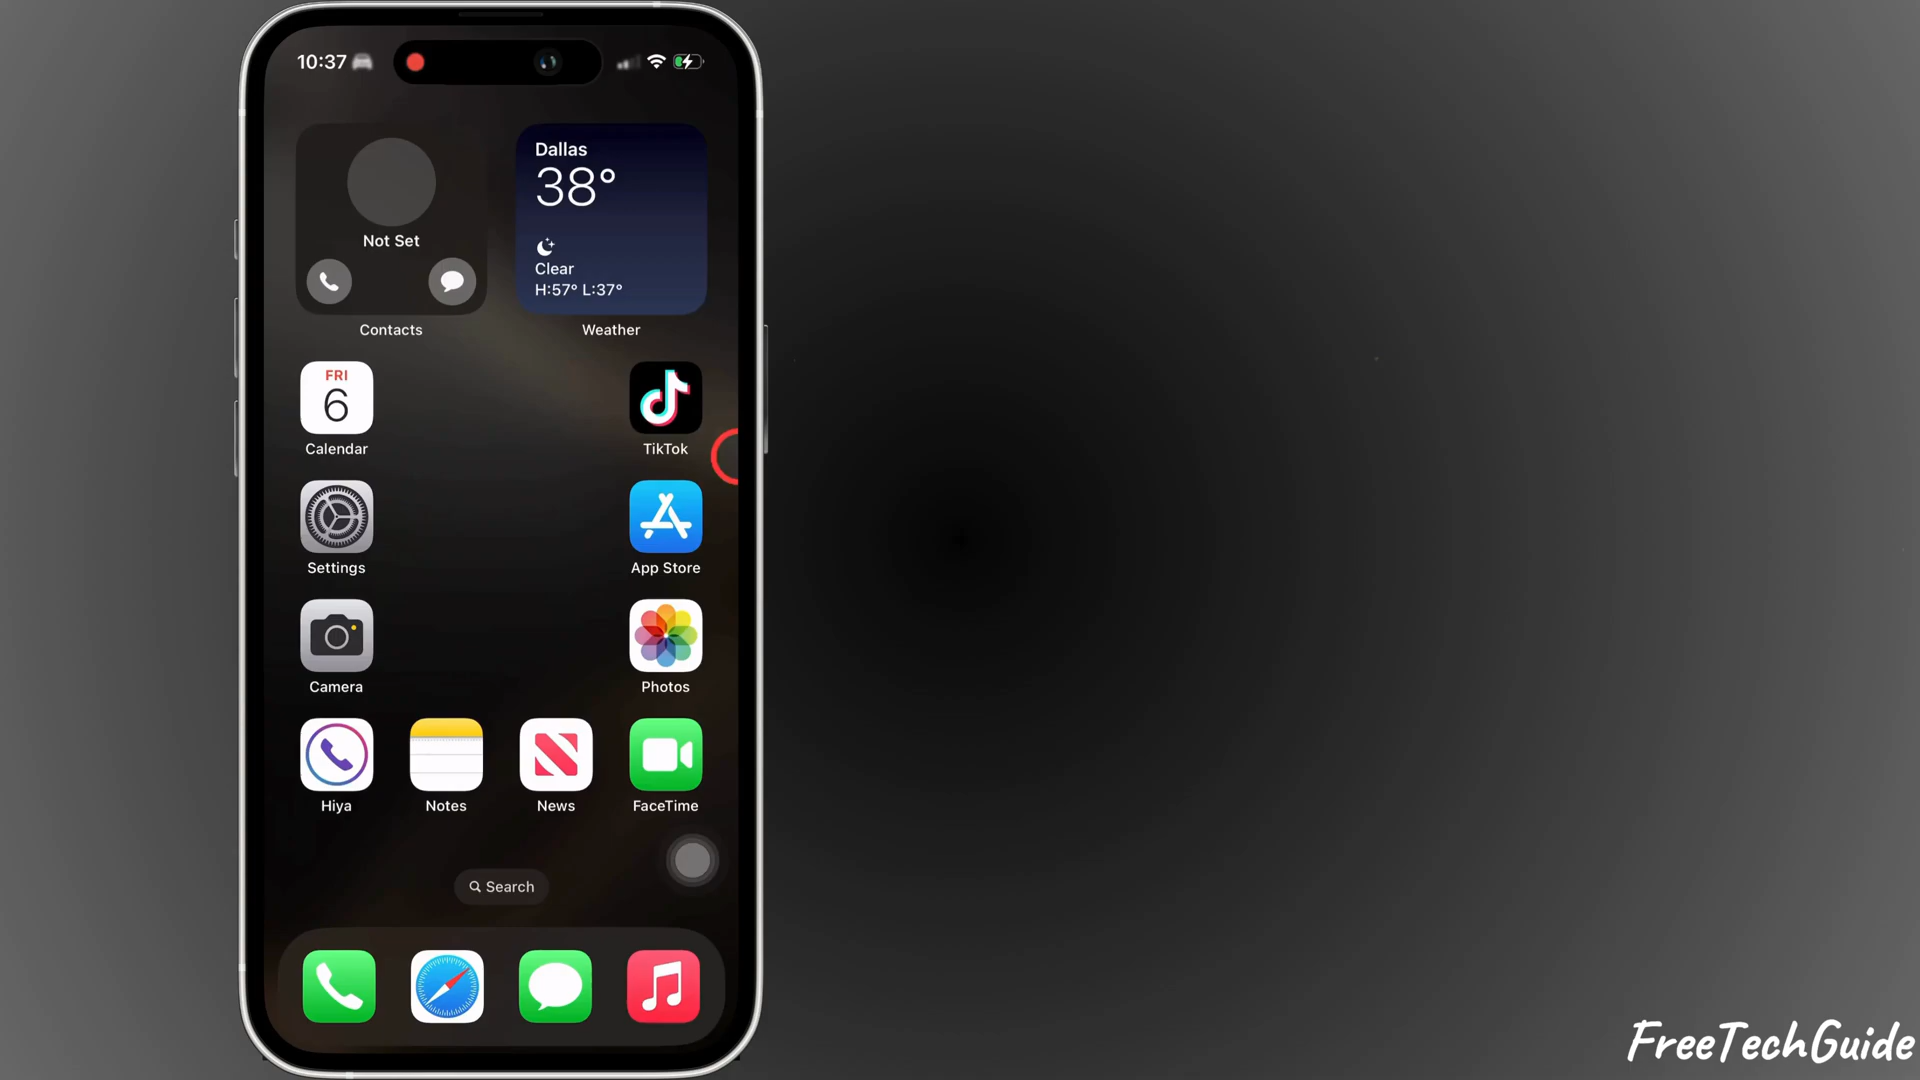 10:37
Dallas
38°
Not Set
Clear
H:57° L:37°
Contacts
Weather
FRI
6
Calendar
TikTok
Settings
App Store
Camera
Photos
Hiya
Notes
News
FaceTime
Search
FreeTechGuide